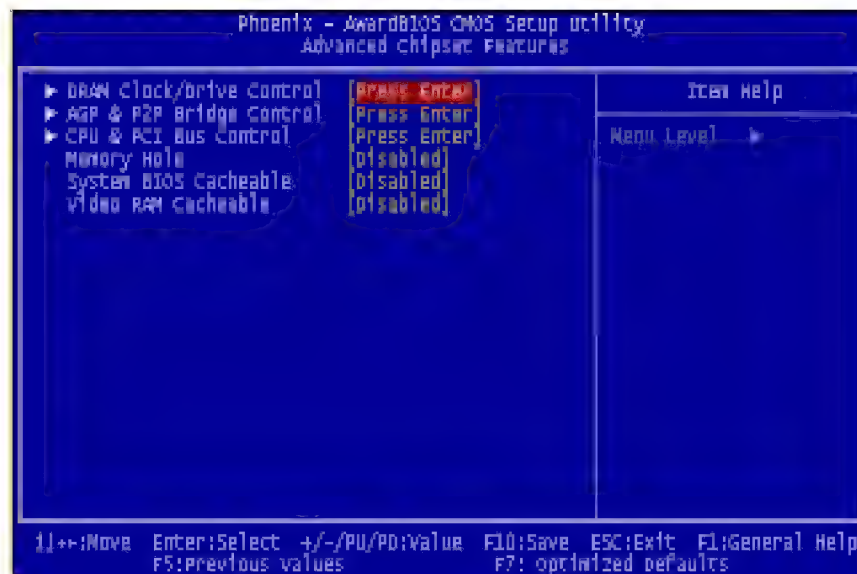 Phoenix - AwardBIOS CMOS Setup Utility
Advanced Chipset Features
▶ DRAM Clock/Drive Control [Press Enter]
▶ AGP & P2P Bridge Control [Press Enter]
▶ CPU & PCI Bus Control [Press Enter]
Memory Hole [Disabled]
System BIOS Cacheable [Disabled]
Video RAM Cacheable [Disabled]
Item Help
Menu Level ▶
↑↓→←:Move Enter:Select +/-/PU/PD:Value F10:Save ESC:Exit F1:General Help
F5:Previous Values F7: Optimized Defaults